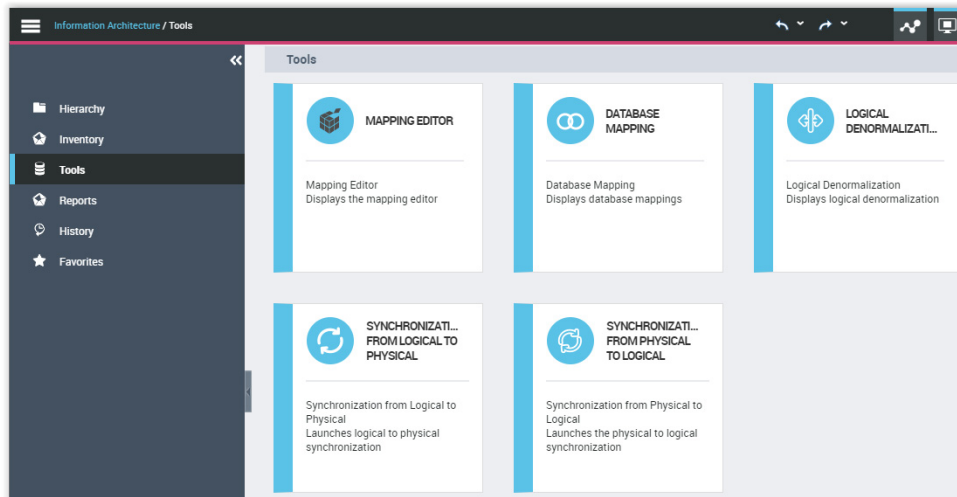 Information Architecture / Tools
Hierarchy
Inventory
Tools
Reports
History
Favorites
Tools
MAPPING EDITOR
Mapping Editor
Displays the mapping editor
DATABASE
MAPPING
Database Mapping
Displays database mappings
LOGICAL
DENORMALIZATI...
Logical Denormalization
Displays logical denormalization
SYNCHRONIZATI...
FROM LOGICAL TO
PHYSICAL
Synchronization from Logical to
Physical
Launches logical to physical
synchronization
SYNCHRONIZATI...
FROM PHYSICAL
TO LOGICAL
Synchronization from Physical to
Logical
Launches the physical to logical
synchronization